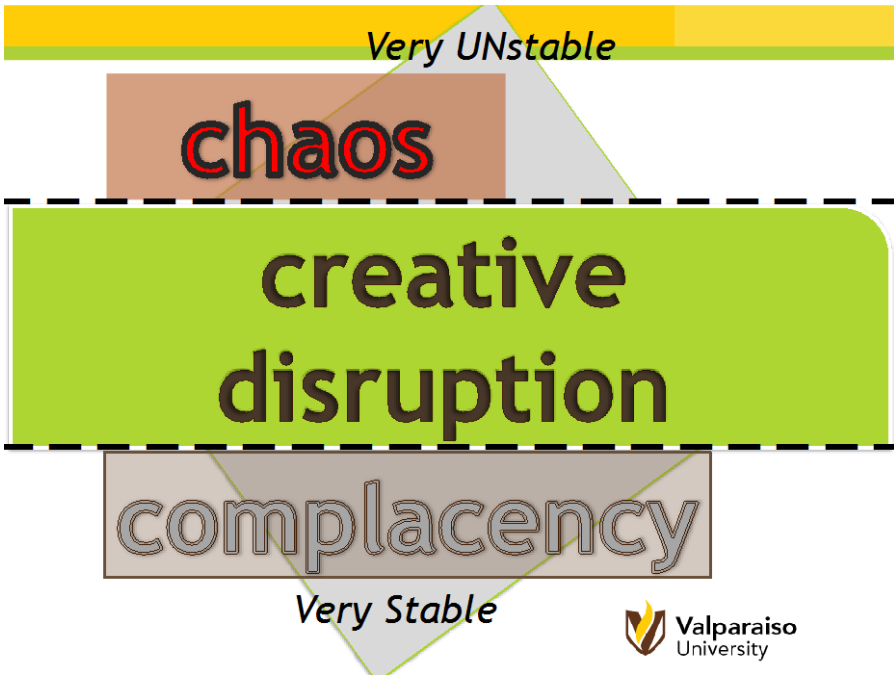 Very UNstable
chaos
creative
disruption
complacency
Very Stable
Valparaiso
University